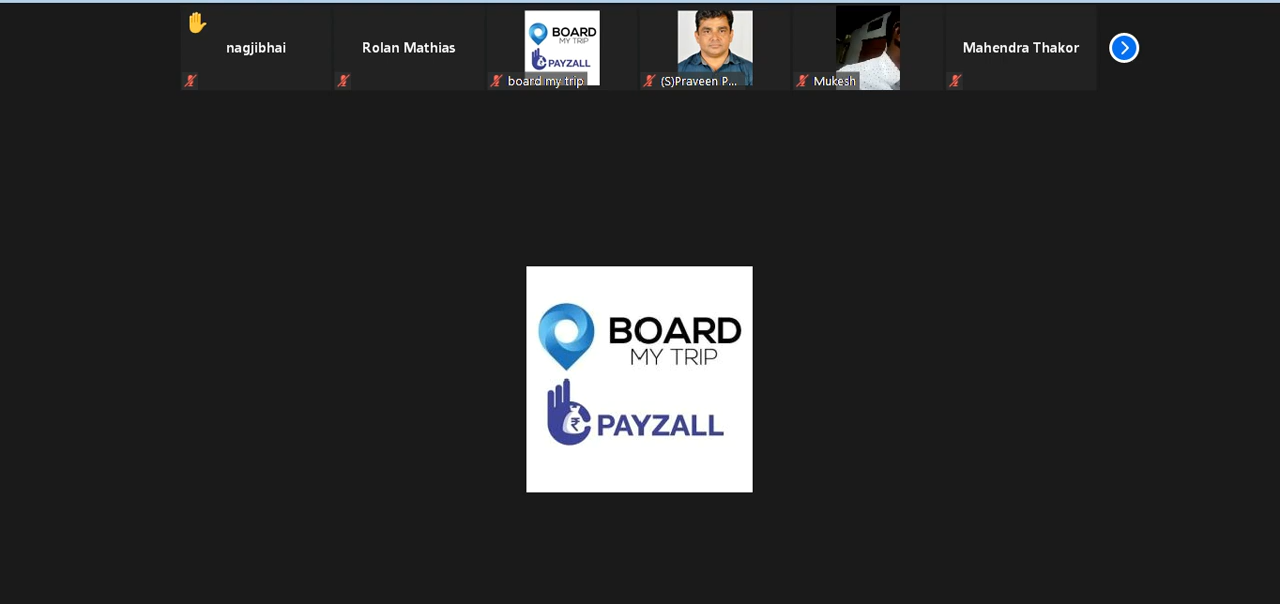 nagjibhai
Rolan Mathias
BOARD
MY TRIP
PAYZALL
board my trip
(S)Praveen P...
Mukesh
Mahendra Thakor
BOARD
MY TRIP
₹
PAYZALL